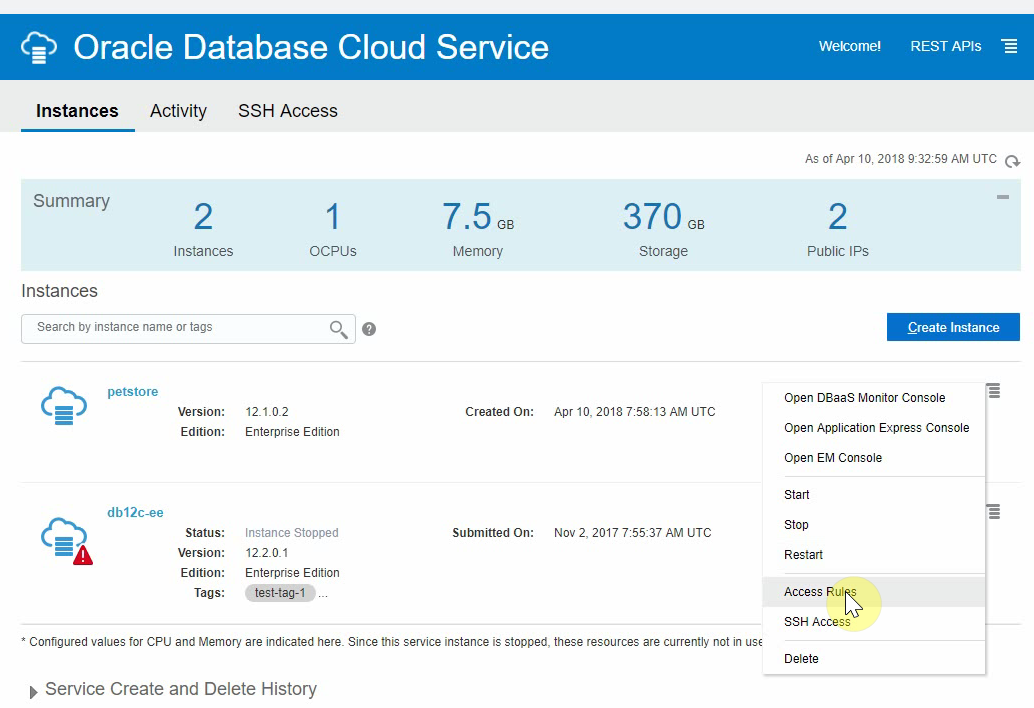 Oracle Database Cloud Service
Welcome! REST APIs
Instances Activity SSH Access
As of Apr 10, 2018 9:32:59 AM UTC
Summary
2 1 7.5 GB 370 GB 2
Instances OCPUs Memory Storage Public IPs
Instances
Search by instance name or tags
?
Create Instance
petstore
Version: 12.1.0.2 Created On: Apr 10, 2018 7:58:13 AM UTC
Edition: Enterprise Edition
db12c-ee
Status: Instance Stopped Submitted On: Nov 2, 2017 7:55:37 AM UTC
Version: 12.2.0.1
Edition: Enterprise Edition
Tags: test-tag-1 ...
Open DBaaS Monitor Console
Open Application Express Console
Open EM Console
Start
Stop
Restart
Access Rules
SSH Access
Delete
* Configured values for CPU and Memory are indicated here. Since this service instance is stopped, these resources are currently not in use
Service Create and Delete History